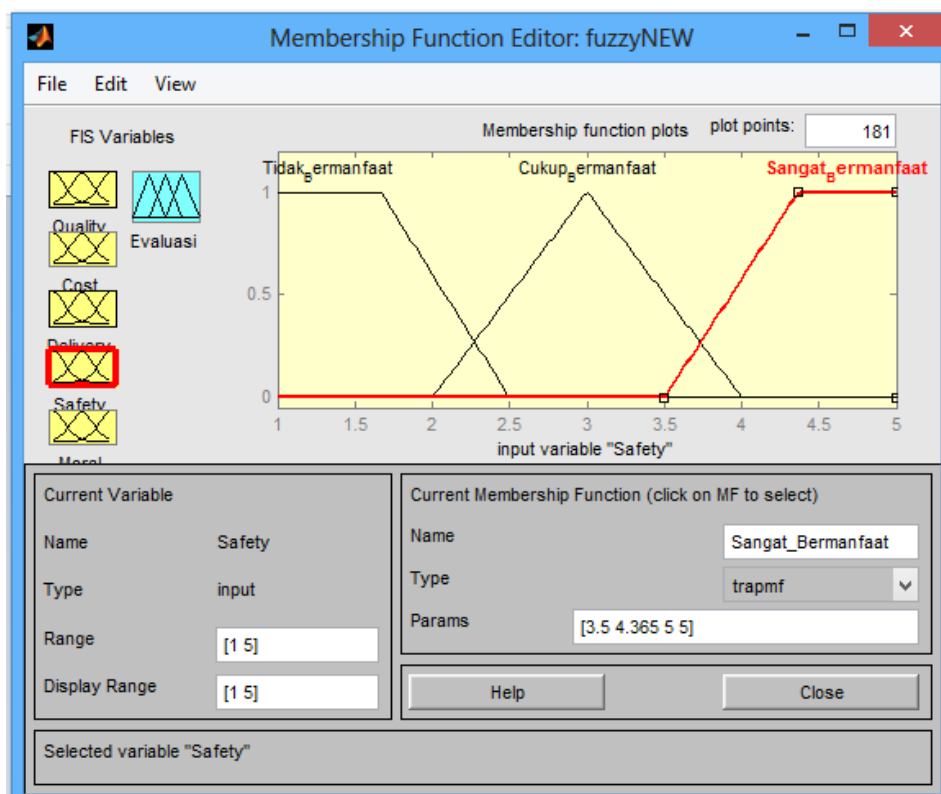 Membership Function Editor: fuzzyNEW
File Edit View
FIS Variables
Membership function plots plot points: 181
Quality
Evaluasi
Cost
Delivery
Safety
Moral
Tidak_Bermanfaat Cukup_Bermanfaat Sangat_Bermanfaat
1
0.5
0
1 1.5 2 2.5 3 3.5 4 4.5 5
input variable "Safety"
Current Variable
Name Safety
Type input
Range [1 5]
Display Range [1 5]
Current Membership Function (click on MF to select)
Name Sangat_Bermanfaat
Type trapmf
Params [3.5 4.365 5 5]
Help Close
Selected variable "Safety"